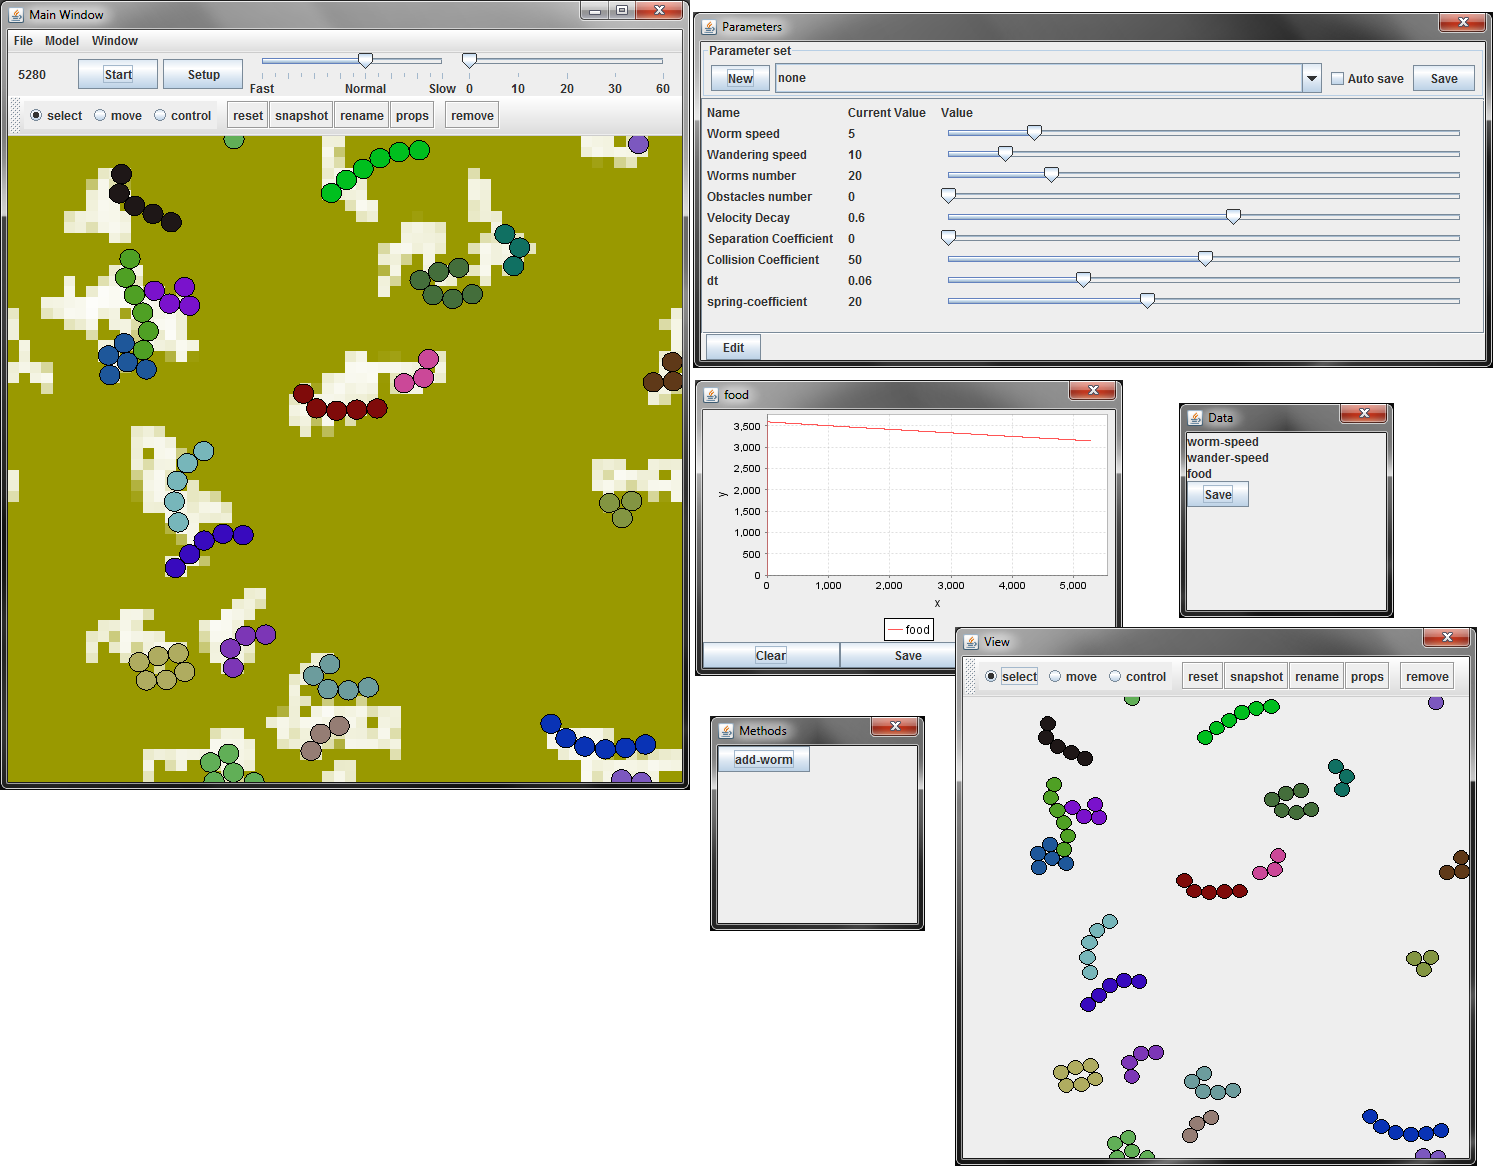 Main Window
File Model Window
5280 Start Setup
Fast Normal Slow 0 10 20 30 60
select move control reset snapshot rename props remove
Parameters
Parameter set
New none Auto save Save
Name Current Value Value
Worm speed 5
Wandering speed 10
Worms number 20
Obstacles number 0
Velocity Decay 0.6
Separation Coefficient 0
Collision Coefficient 50
dt 0.06
spring-coefficient 20
Edit
food
3,500
3,000
2,500
2,000
1,500
1,000
500
0
y
0 1,000 2,000 3,000 4,000 5,000
x
food
Clear Save
Data
worm-speed
wander-speed
food
Save
Methods
add-worm
View
select move control reset snapshot rename props remove